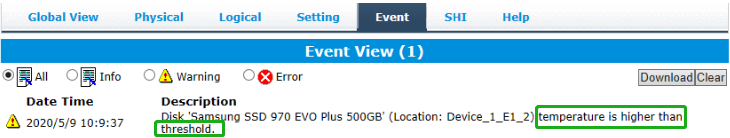 Global View Physical Logical Setting Event SHI Help
Event View (1)
All Info Warning Error Download Clear
Date Time Description
2020/5/9 10:9:37 Disk 'Samsung SSD 970 EVO Plus 500GB' (Location: Device_1_E1_2) temperature is higher than
threshold.